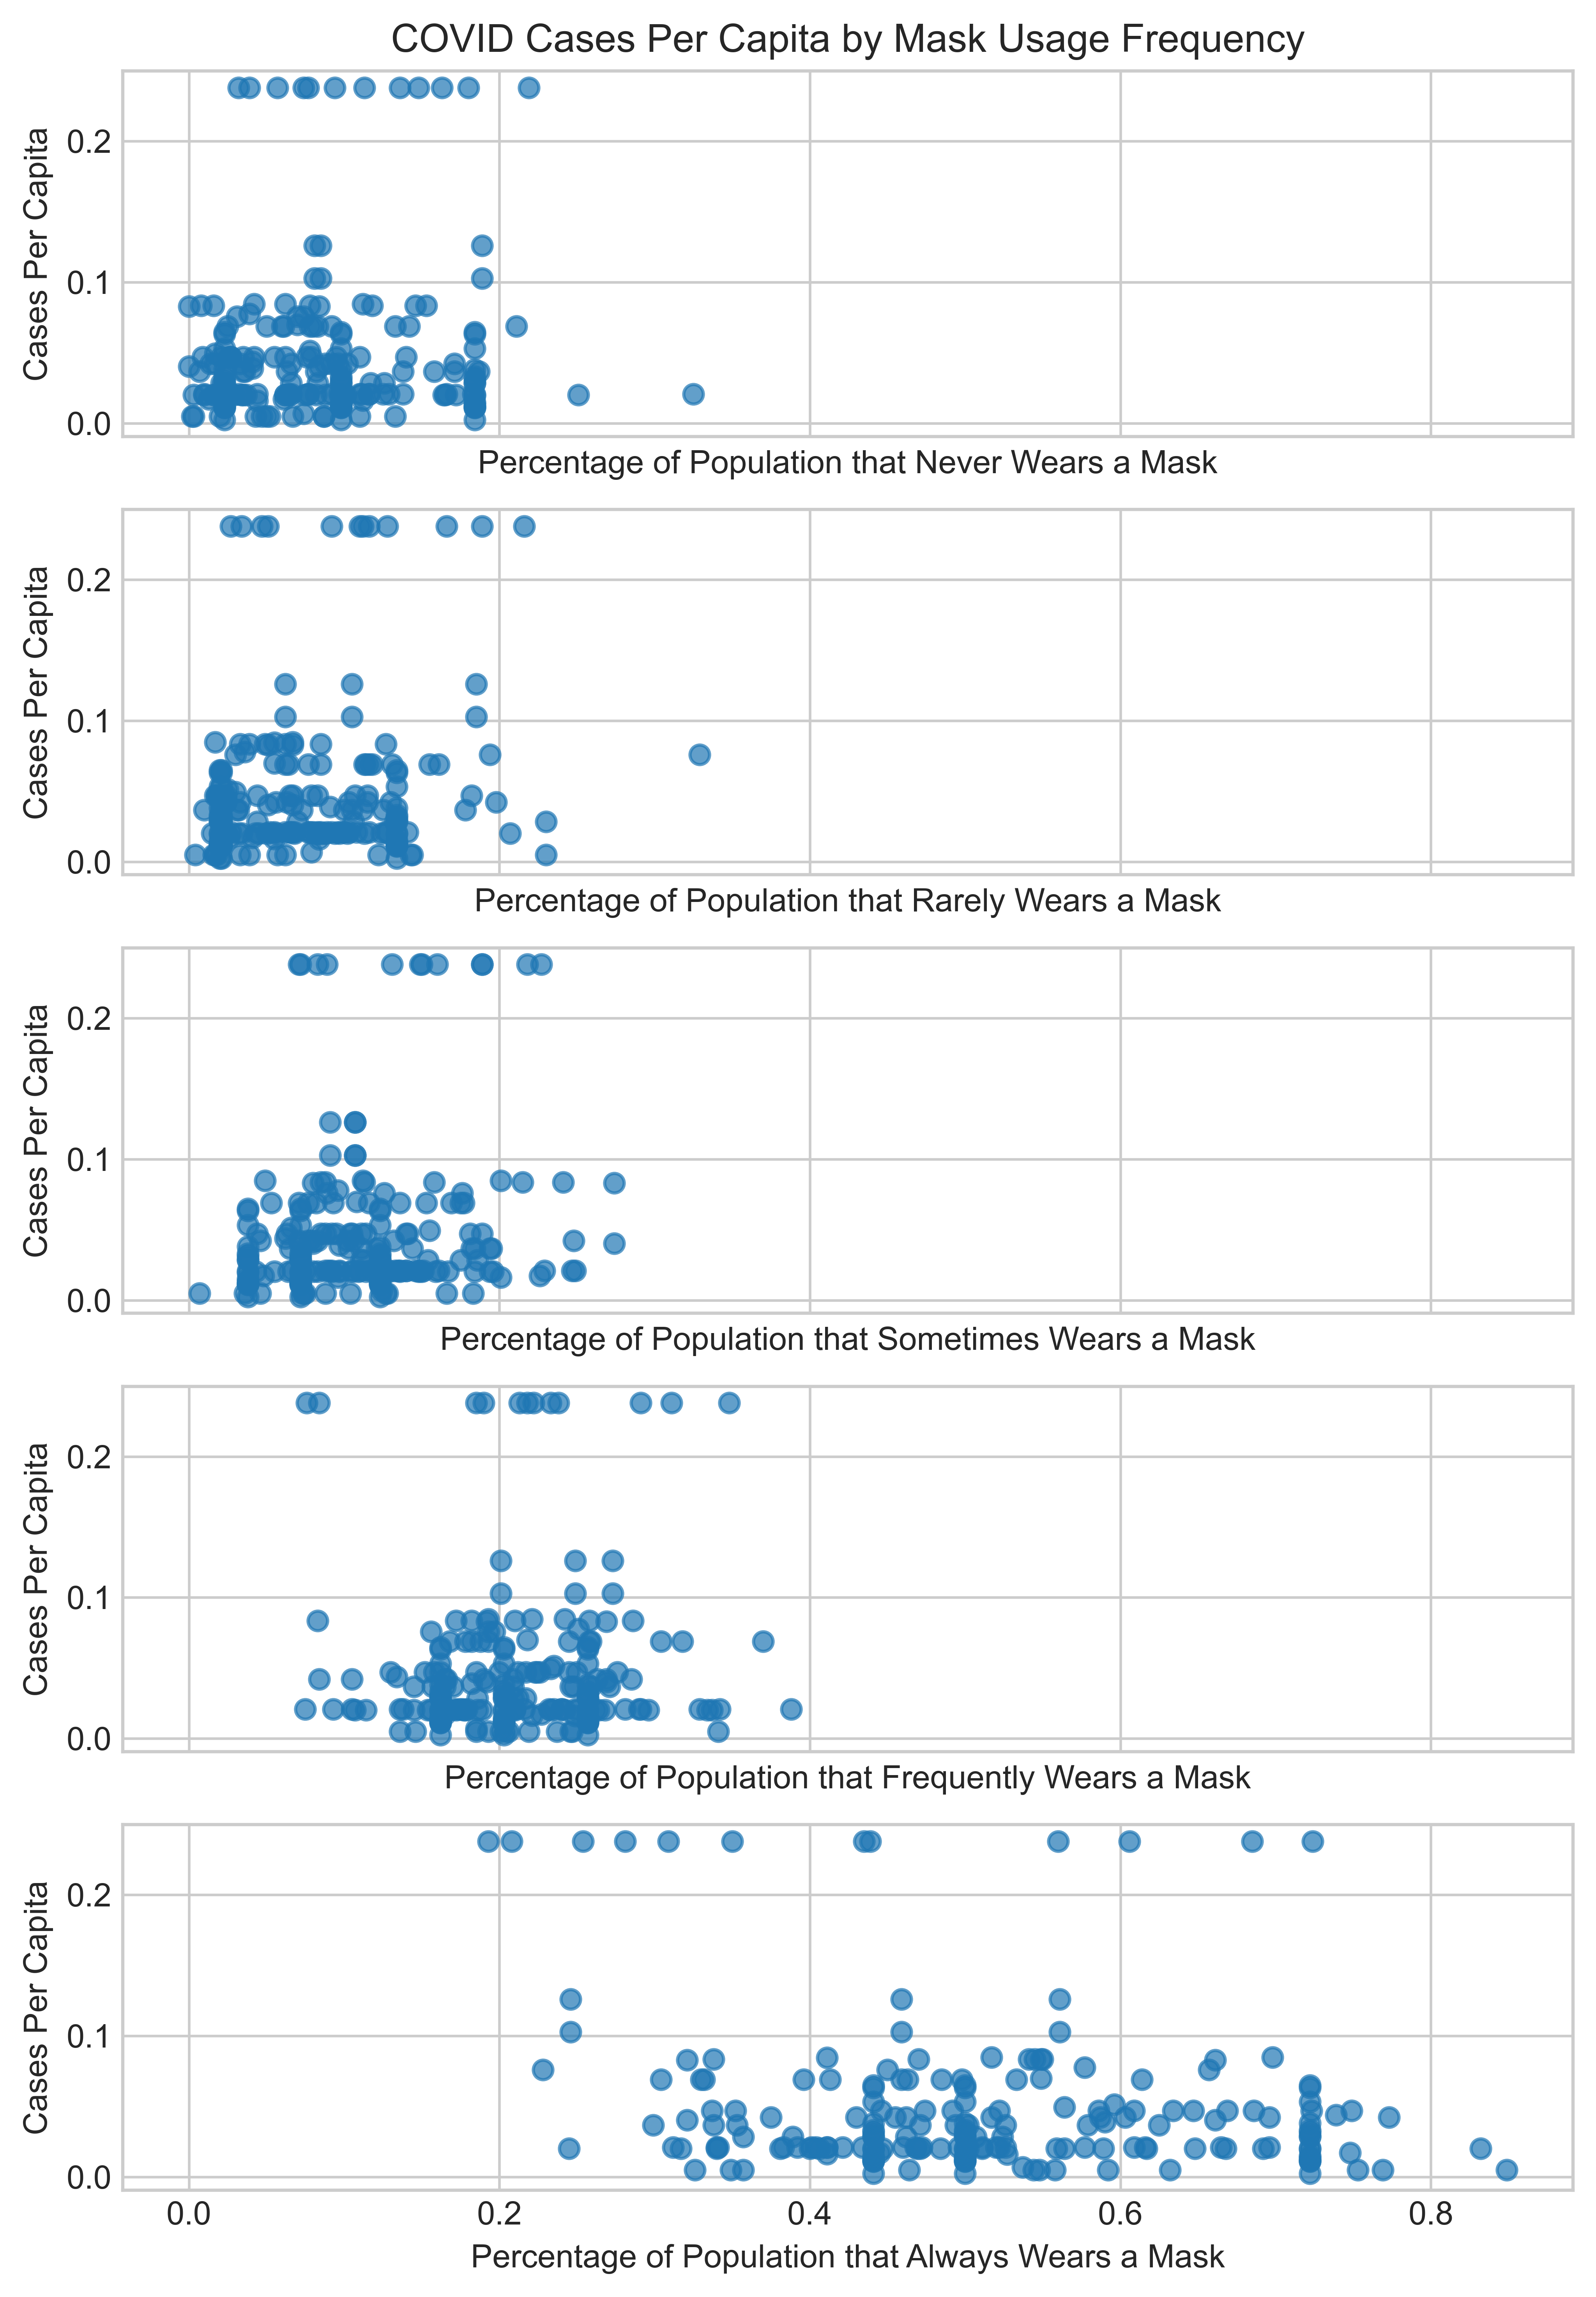 COVID Cases Per Capita by Mask Usage Frequency
Cases Per Capita
0.2
0.1
0.0
Percentage of Population that Never Wears a Mask
Cases Per Capita
0.2
0.1
0.0
Percentage of Population that Rarely Wears a Mask
Cases Per Capita
0.2
0.1
0.0
Percentage of Population that Sometimes Wears a Mask
Cases Per Capita
0.2
0.1
0.0
Percentage of Population that Frequently Wears a Mask
Cases Per Capita
0.2
0.1
0.0
0.0 0.2 0.4 0.6 0.8
Percentage of Population that Always Wears a Mask